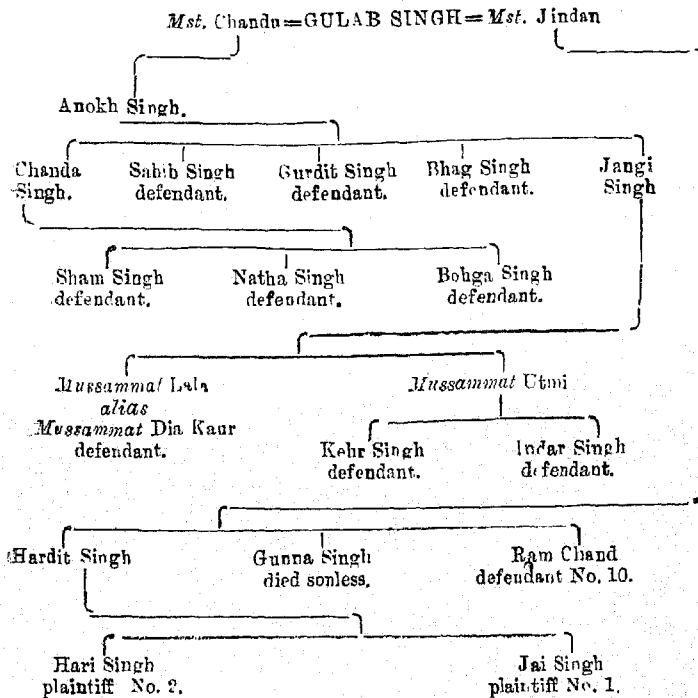 Mst. Chandu=GULAB SINGH=Mst. Jindan
Anokh Singh.
Chanda Sahib Singh Gurdit Singh Bhag Singh Jangi
Singh. defendant. defendant. defendant. Singh
Sham Singh Natha Singh Bohga Singh
defendant. defendant. defendant.
Mussammat Lala Mussammat Utmi
alias
Mussammat Dia Kaur
defendant.
Kehr Singh Indar Singh
defendant. defendant.
Hardit Singh Gunna Singh Ram Chand
died sonless. defendant No. 10.
Hari Singh Jai Singh
plaintiff No. 2. plaintiff No. 1.